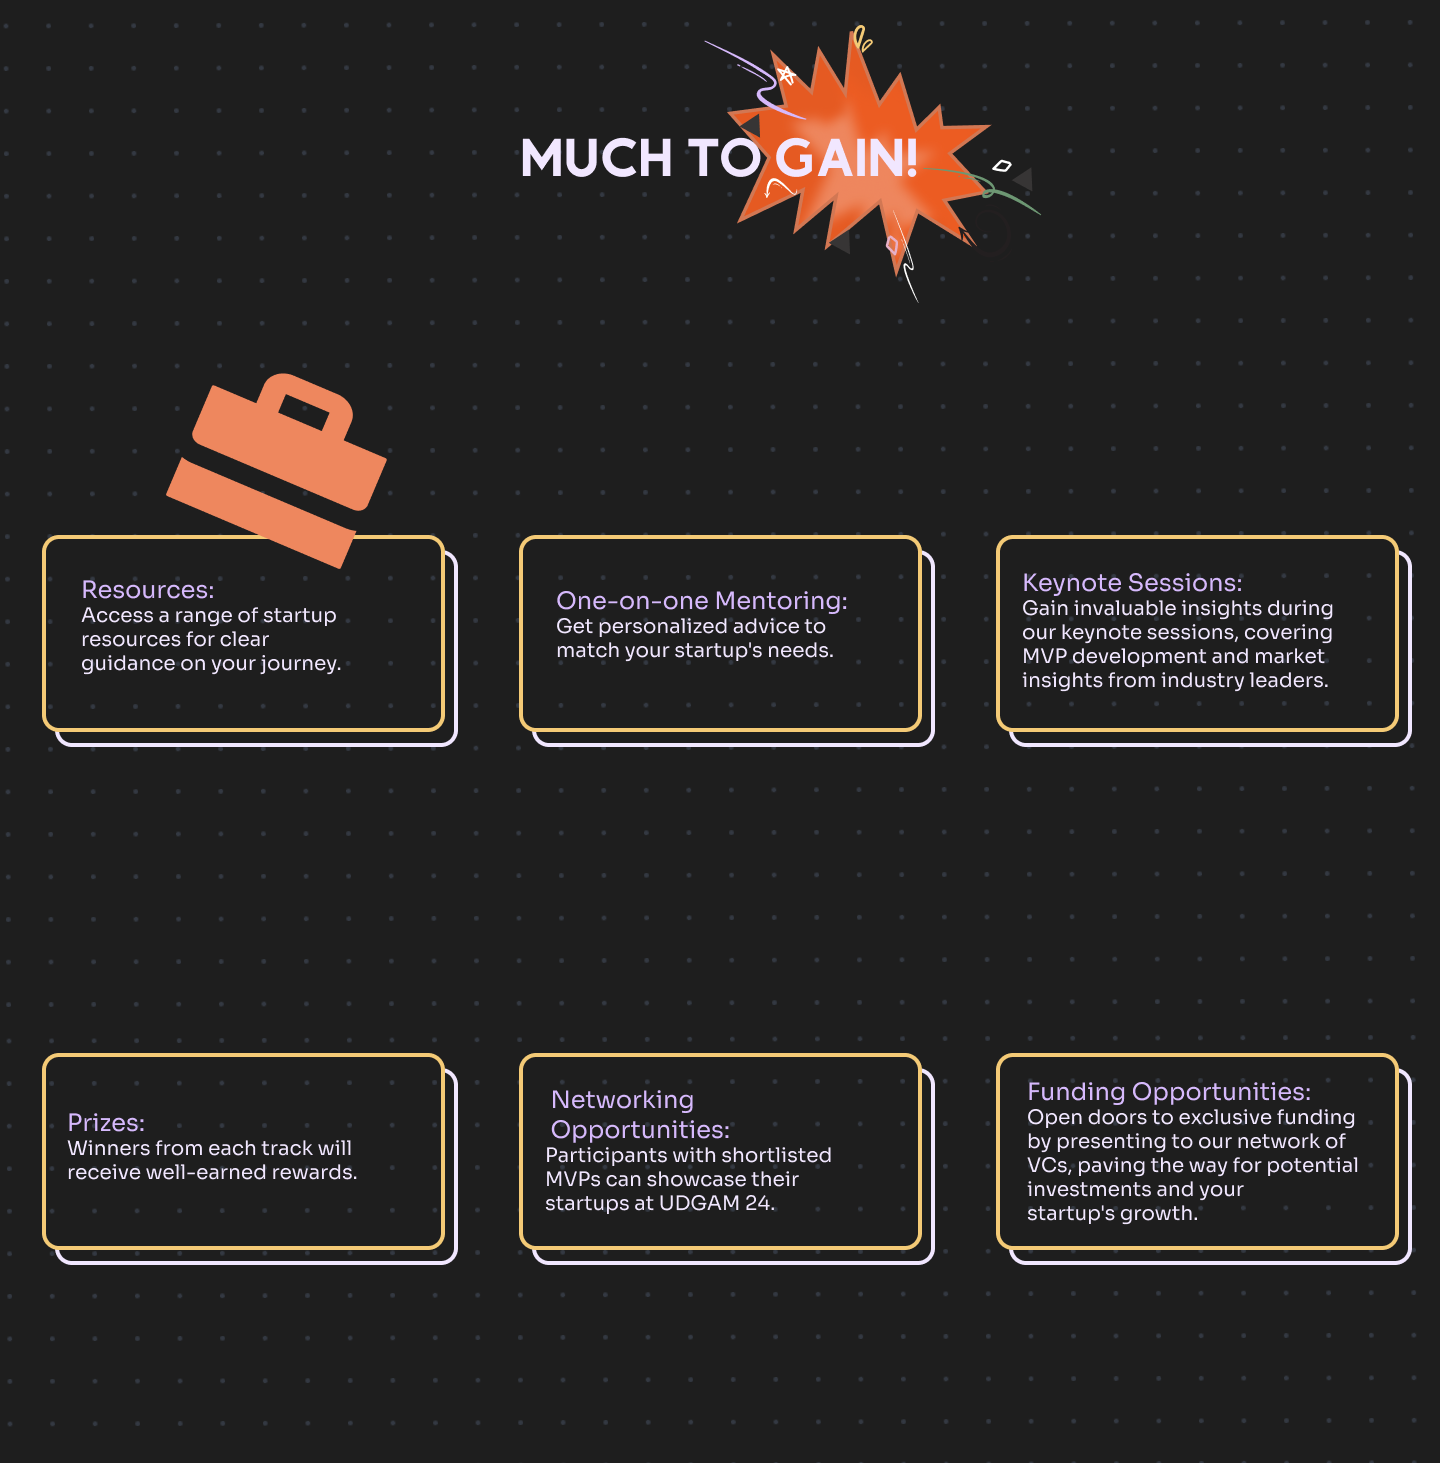 MUCH TO GAIN!
Resources:
Access a range of startup
resources for clear
guidance on your journey.
One-on-one Mentoring:
Get personalized advice to
match your startup's needs.
Keynote Sessions:
Gain invaluable insights during
our keynote sessions, covering
MVP development and market
insights from industry leaders.
Prizes:
Winners from each track will
receive well-earned rewards.
Networking
Opportunities:
Participants with shortlisted
MVPs can showcase their
startups at UDGAM 24.
Funding Opportunities:
Open doors to exclusive funding
by presenting to our network of
VCs, paving the way for potential
investments and your
startup's growth.